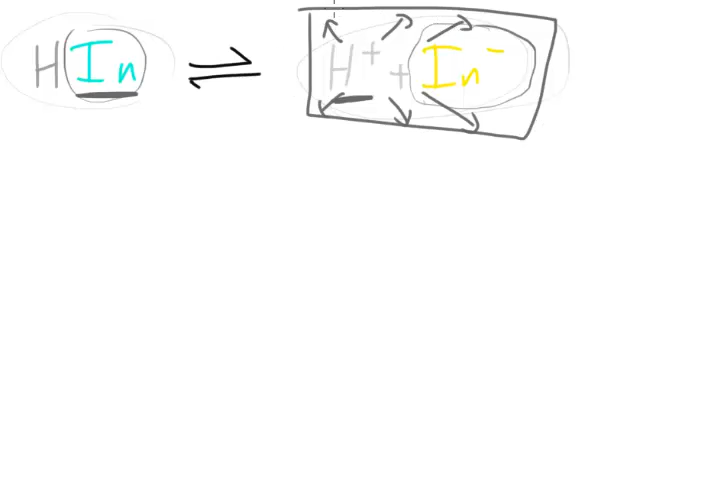 HIn ⇌ H⁺ + In⁻